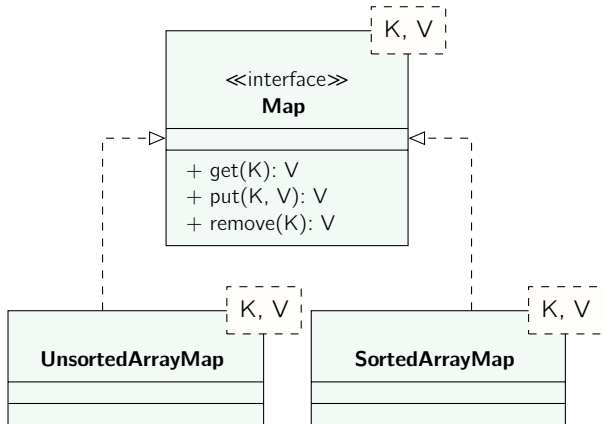 K, V
≪interface≫
Map
+ get(K): V
+ put(K, V): V
+ remove(K): V
K, V
UnsortedArrayMap
K, V
SortedArrayMap